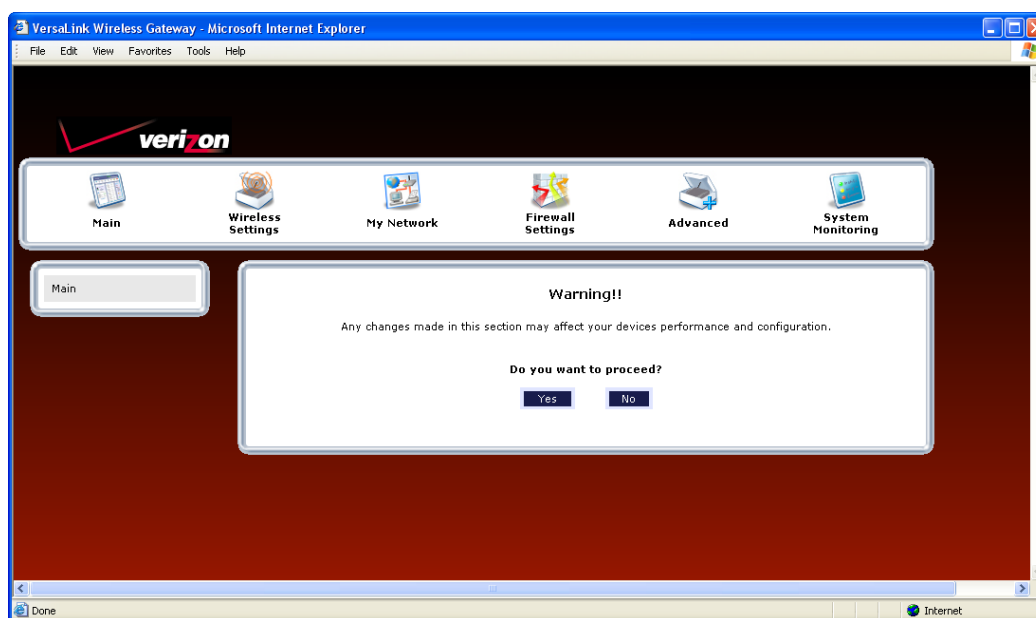 VersaLink Wireless Gateway - Microsoft Internet Explorer
File Edit View Favorites Tools Help
verizon
Main
Wireless Settings
My Network
Firewall Settings
Advanced
System Monitoring
Main
Warning!!
Any changes made in this section may affect your devices performance and configuration.
Do you want to proceed?
Yes No
Done Internet